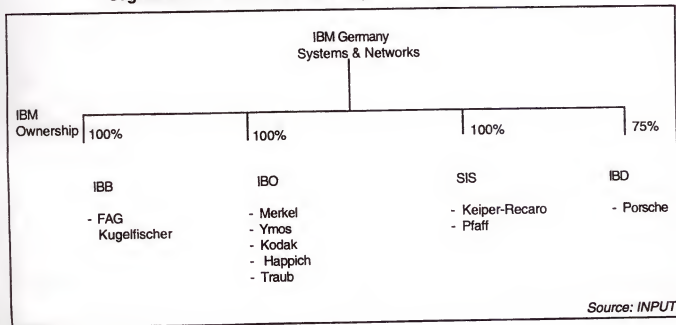 IBM Germany
Systems & Networks
IBM
Ownership
100%
100%
100%
75%
IBB
- FAG
Kugelfischer
IBO
- Merkel
- Ymos
- Kodak
- Happich
- Traub
SIS
- Keiper-Recaro
- Pfaff
IBD
- Porsche
Source: INPUT